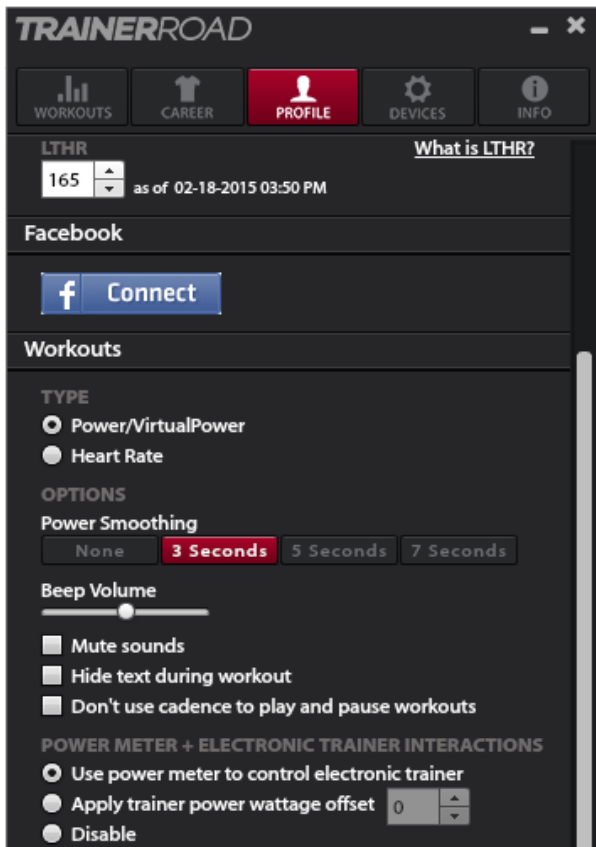 TRAINERROAD
WORKOUTS CAREER PROFILE DEVICES INFO
LTHR What is LTHR?
165 as of 02-18-2015 03:50 PM
Facebook
f Connect
Workouts
TYPE
Power/VirtualPower
Heart Rate
OPTIONS
Power Smoothing
None 3 Seconds 5 Seconds 7 Seconds
Beep Volume
Mute sounds
Hide text during workout
Don't use cadence to play and pause workouts
POWER METER + ELECTRONIC TRAINER INTERACTIONS
Use power meter to control electronic trainer
Apply trainer power wattage offset 0
Disable